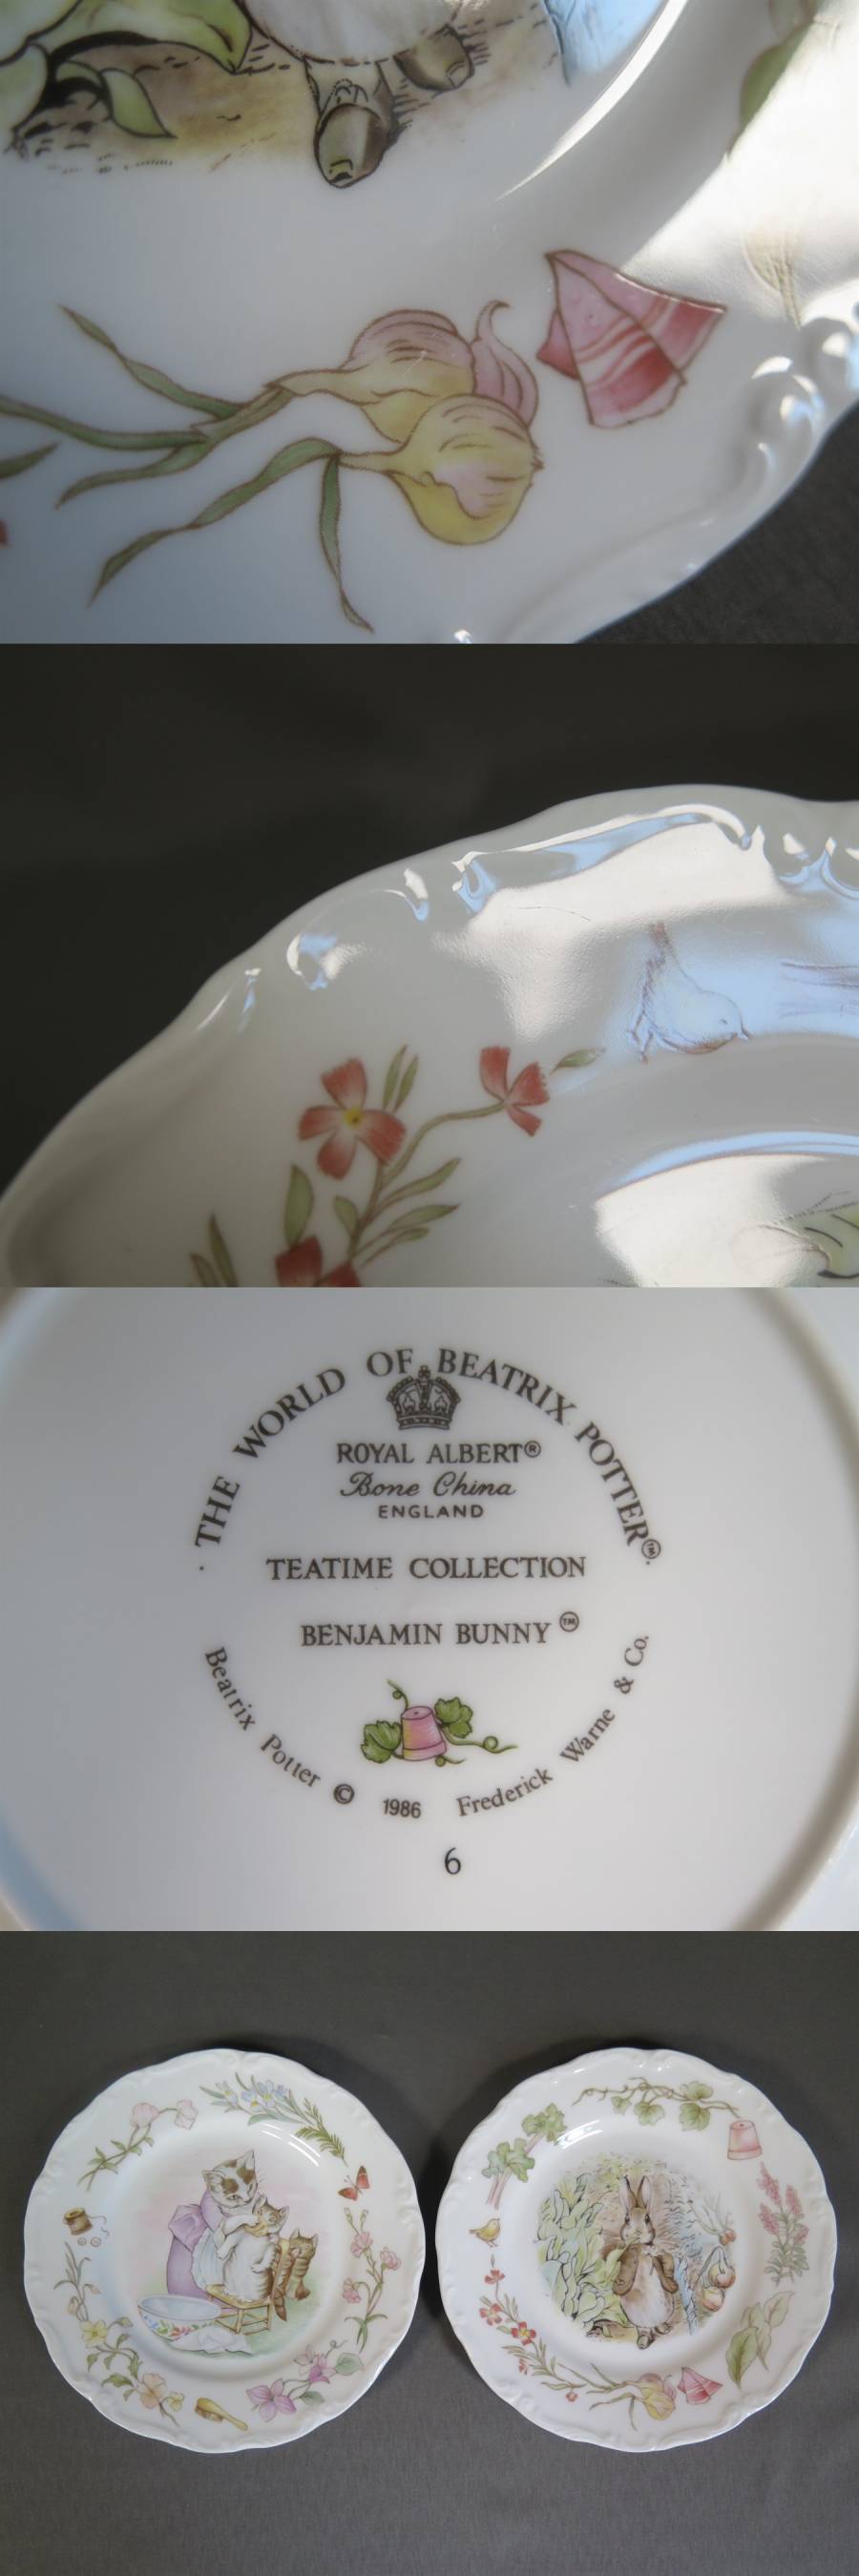 · THE WORLD OF BEATRIX POTTER™·
ROYAL ALBERT®
Bone China
ENGLAND
TEATIME COLLECTION
BENJAMIN BUNNY™
Beatrix Potter © 1986 Frederick Warne & Co.
6